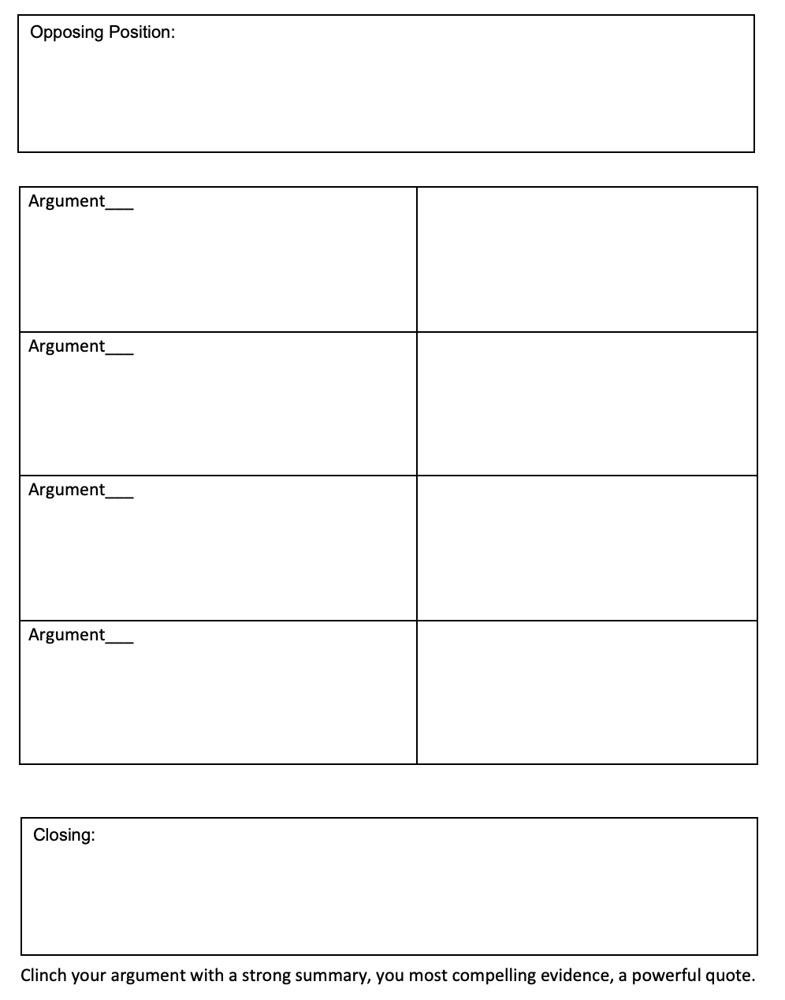 Opposing Position:
Argument___
Argument___
Argument___
Argument___
Closing:
Clinch your argument with a strong summary, you most compelling evidence, a powerful quote.